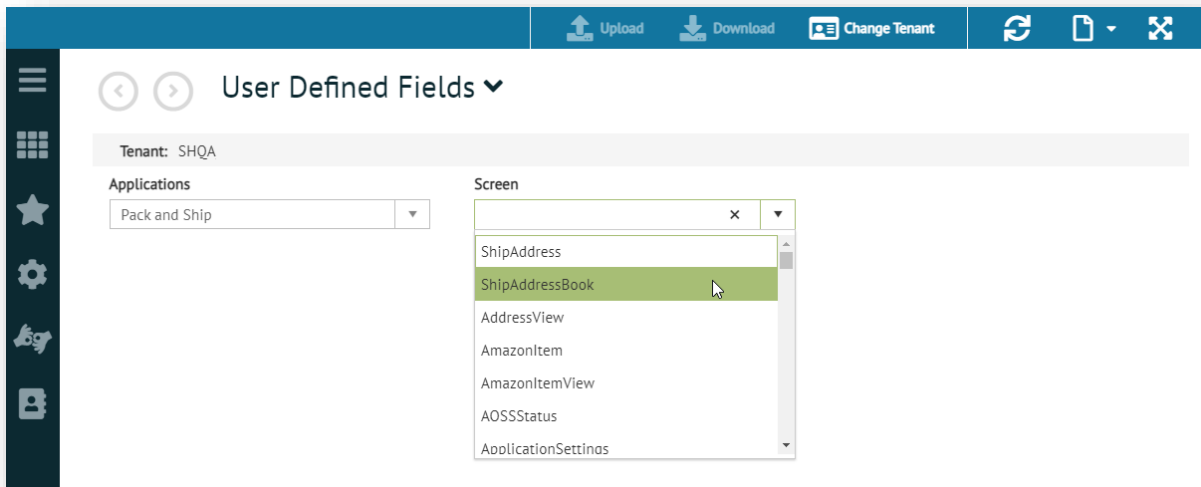 Upload Download Change Tenant
User Defined Fields
Tenant: SHQA
Applications Screen
Pack and Ship
ShipAddress
ShipAddressBook
AddressView
AmazonItem
AmazonItemView
AOSSStatus
ApplicationSettings